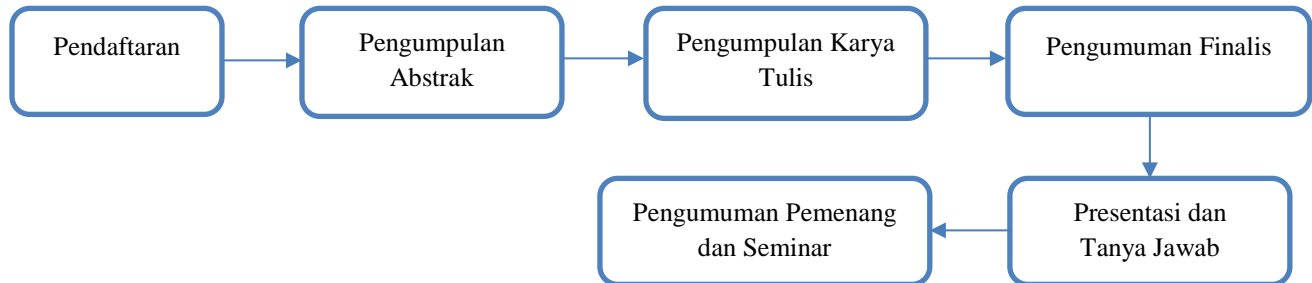 Pendaftaran
Pengumpulan
Abstrak
Pengumpulan Karya
Tulis
Pengumuman Finalis
Presentasi dan
Tanya Jawab
Pengumuman Pemenang
dan Seminar